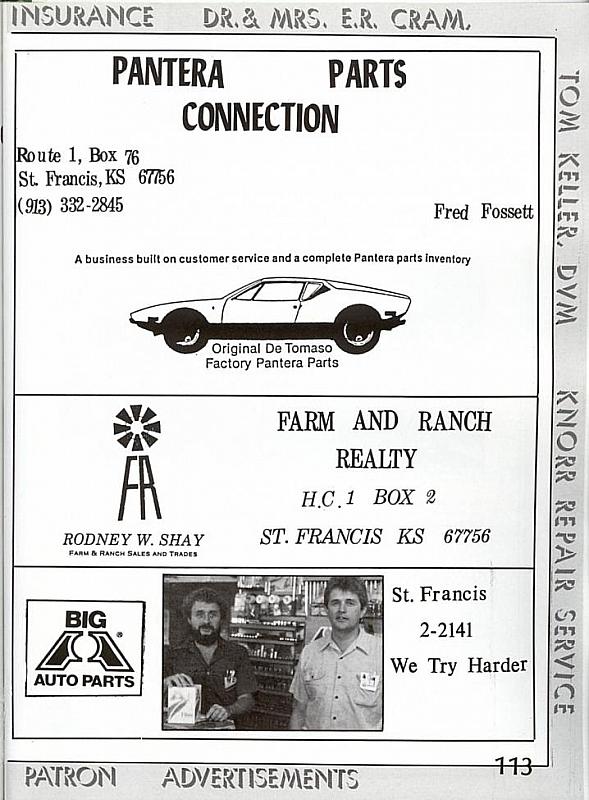 INSURANCE DR. & MRS. E.R. CRAM,
PANTERA PARTS
CONNECTION
Route 1, Box 76
St. Francis, KS 67756
(913) 332-2845
Fred Fossett
A business built on customer service and a complete Pantera parts inventory
Original De Tomaso
Factory Pantera Parts
FARM AND RANCH
REALTY
H.C. 1 BOX 2
ST. FRANCIS KS 67756
FR
RODNEY W. SHAY
FARM & RANCH SALES AND TRADES
BIG
A®
AUTO PARTS
St. Francis
2-2141
We Try Harder
TOM KELLER, DVM KNORR REPAIR SERVICE
113
PATRON ADVERTISEMENTS